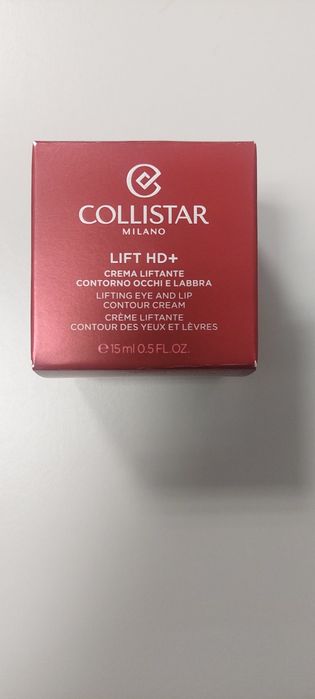 COLLISTAR
MILANO
LIFT HD+
CREMA LIFTANTE
CONTORNO OCCHI E LABBRA
LIFTING EYE AND LIP
CONTOUR CREAM
CRÈME LIFTANTE
CONTOUR DES YEUX ET LÈVRES
℮ 15 ml 0.5 FL.OZ.